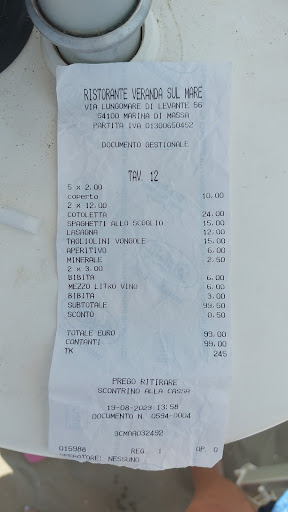 RISTORANTE VERANDA SUL MARE
VIA LUNGOMARE DI LEVANTE 56
54100 MARINA DI MASSA
PARTITA IVA 01300650452
DOCUMENTO GESTIONALE
TAV. 12
5 x 2.00
coperto 10.00
2 x 12.00
COTOLETTA 24.00
SPAGHETTI ALLO SCOGLIO 15.00
LASAGNA 12.00
TAGLIOLINI VONGOLE 15.00
APERITIVO 6.00
MINERALE 2.50
2 x 3.00
BIBITA 6.00
MEZZO LITRO VINO 6.00
BIBITA 3.00
SUBTOTALE 99.50
SCONTO 0.50
TOTALE EURO 99.00
CONTANTI 99.00
TK 245
PREGO RITIRARE
SCONTRINO ALLA CASSA
19-08-2023 13:58
DOCUMENTO N. 0594-0004
9CMAA032492
015988 REG. 1 OP. 0
OPERATORE: NESSUNO